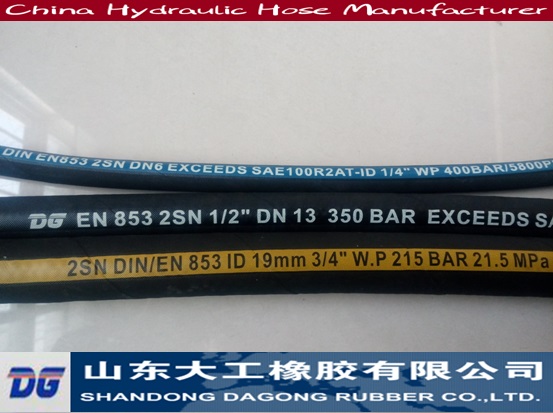 China Hydraulic Hose Manufacturer
DIN EN853 2SN DN6 EXCEEDS SAE100R2AT-ID 1/4" WP 400BAR/5800P
DG EN 853 2SN 1/2" DN 13 350 BAR EXCEEDS S
2SN DIN/EN 853 ID 19mm 3/4" W.P 215 BAR 21.5 MPa
DG 山东大工橡胶有限公司
SHANDONG DAGONG RUBBER CO.,LTD.